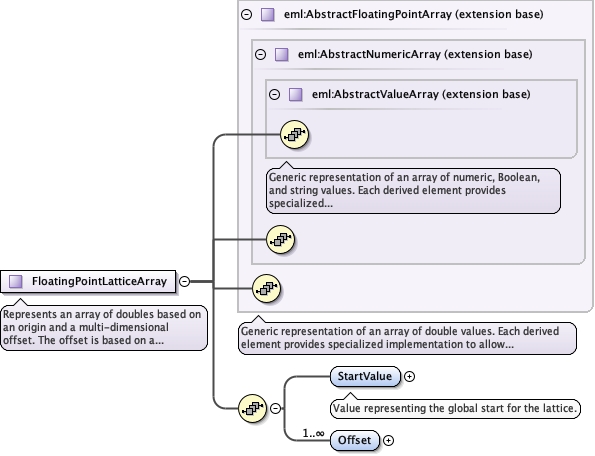 eml:AbstractFloatingPointArray (extension base)
eml:AbstractNumericArray (extension base)
eml:AbstractValueArray (extension base)
Generic representation of an array of numeric, Boolean,
and string values. Each derived element provides
specialized...
FloatingPointLatticeArray
Represents an array of doubles based on
an origin and a multi-dimensional
offset. The offset is based on a...
Generic representation of an array of double values. Each derived
element provides specialized implementation to allow...
StartValue
Value representing the global start for the lattice.
1..∞
Offset